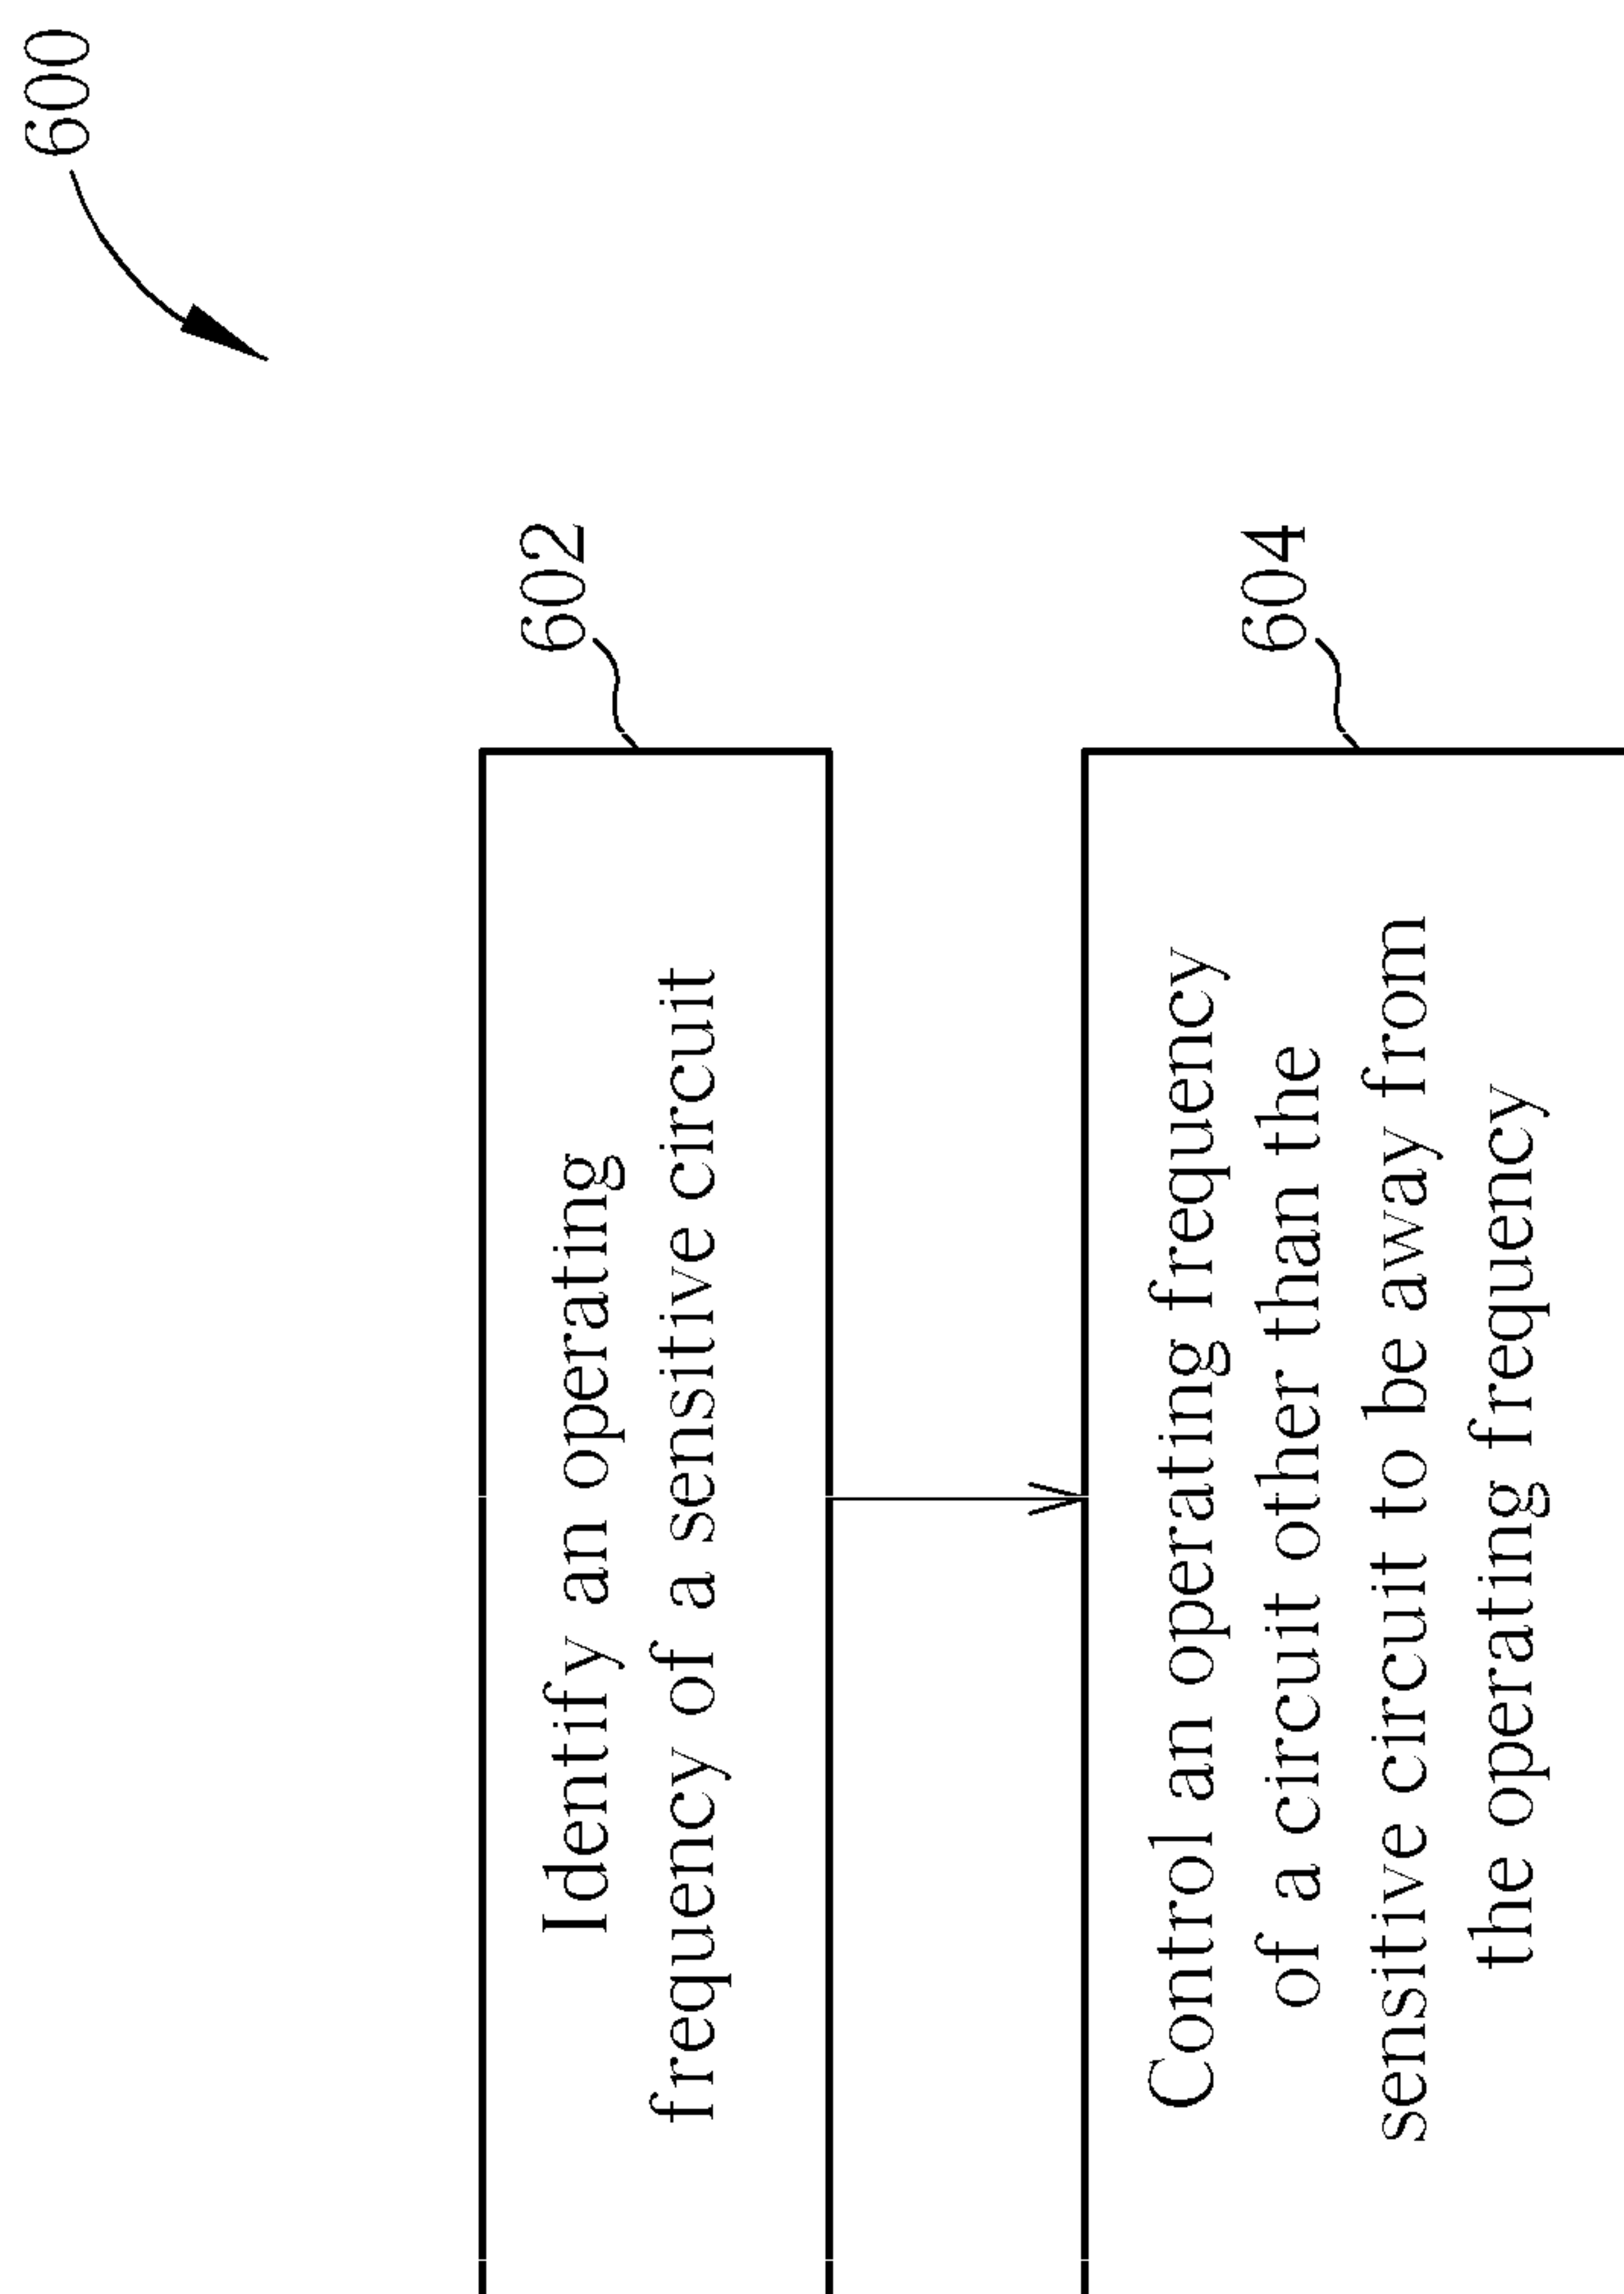 600
602
Identify an operating
frequency of a sensitive circuit
604
Control an operating frequency
of a circuit other than the
sensitive circuit to be away from
the operating frequency